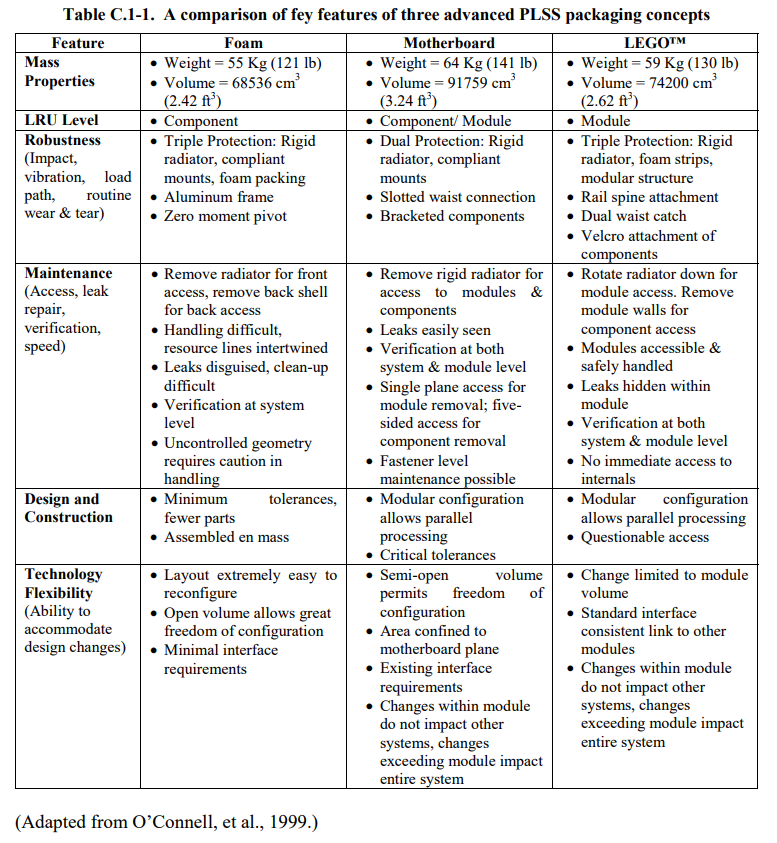 Table C.1-1. A comparison of fey features of three advanced PLSS packaging concepts
Feature
Foam
Motherboard
LEGO™
Mass
Properties
• Weight = 55 Kg (121 lb)
• Volume = 68536 cm³
(2.42 ft³)
• Weight = 64 Kg (141 lb)
• Volume = 91759 cm³
(3.24 ft³)
• Weight = 59 Kg (130 lb)
• Volume = 74200 cm³
(2.62 ft³)
LRU Level
• Component
• Component/ Module
• Module
Robustness
(Impact,
vibration, load
path, routine
wear & tear)
• Triple Protection: Rigid
radiator, compliant
mounts, foam packing
• Aluminum frame
• Zero moment pivot
• Dual Protection: Rigid
radiator, compliant
mounts
• Slotted waist connection
• Bracketed components
• Triple Protection: Rigid
radiator, foam strips,
modular structure
• Rail spine attachment
• Dual waist catch
• Velcro attachment of
components
Maintenance
(Access, leak
repair,
verification,
speed)
• Remove radiator for front
access, remove back shell
for back access
• Handling difficult,
resource lines intertwined
• Leaks disguised, clean-up
difficult
• Verification at system
level
• Uncontrolled geometry
requires caution in
handling
• Remove rigid radiator for
access to modules &
components
• Leaks easily seen
• Verification at both
system & module level
• Single plane access for
module removal; five-
sided access for
component removal
• Fastener level
maintenance possible
• Rotate radiator down for
module access. Remove
module walls for
component access
• Modules accessible &
safely handled
• Leaks hidden within
module
• Verification at both
system & module level
• No immediate access to
internals
Design and
Construction
• Minimum tolerances,
fewer parts
• Assembled en mass
• Modular configuration
allows parallel
processing
• Critical tolerances
• Modular configuration
allows parallel processing
• Questionable access
Technology
Flexibility
(Ability to
accommodate
design changes)
• Layout extremely easy to
reconfigure
• Open volume allows great
freedom of configuration
• Minimal interface
requirements
• Semi-open volume
permits freedom of
configuration
• Area confined to
motherboard plane
• Existing interface
requirements
• Changes within module
do not impact other
systems, changes
exceeding module impact
entire system
• Change limited to module
volume
• Standard interface
consistent link to other
modules
• Changes within module
do not impact other
systems, changes
exceeding module impact
entire system
(Adapted from O’Connell, et al., 1999.)